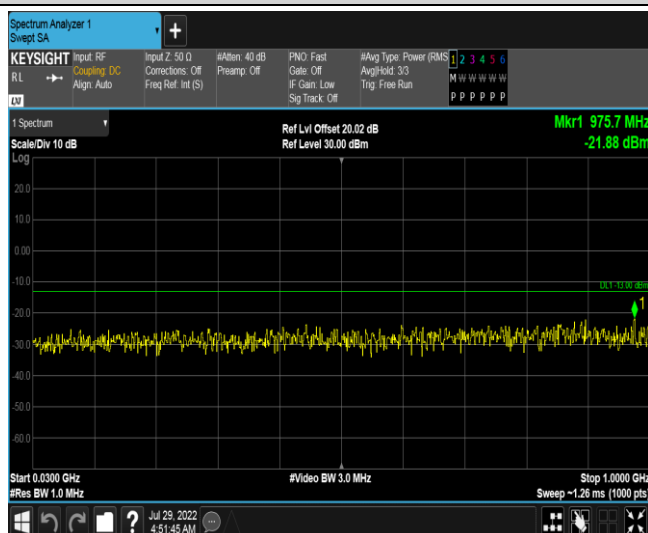 Spectrum Analyzer 1
Swept SA
+
KEYSIGHT
RL
LXI
Input: RF
Coupling: DC
Align: Auto
Input Z: 50 Ω
Corrections: Off
Freq Ref: Int (S)
#Atten: 40 dB
Preamp: Off
PNO: Fast
Gate: Off
IF Gain: Low
Sig Track: Off
#Avg Type: Power (RMS
Avg|Hold: 3/3
Trig: Free Run
1 2 3 4 5 6
M W W W W W
P P P P P P
1 Spectrum
Scale/Div 10 dB
Log
Ref Lvl Offset 20.02 dB
Ref Level 30.00 dBm
Mkr1 975.7 MHz
-21.88 dBm
20.0
10.0
0.00
-10.0
-20.0
-30.0
-40.0
-50.0
-60.0
DL1 -13.00 dBm
1
Start 0.0300 GHz
#Res BW 1.0 MHz
#Video BW 3.0 MHz
Stop 1.0000 GHz
Sweep ~1.26 ms (1000 pts)
?
Jul 29, 2022
4:51:45 AM